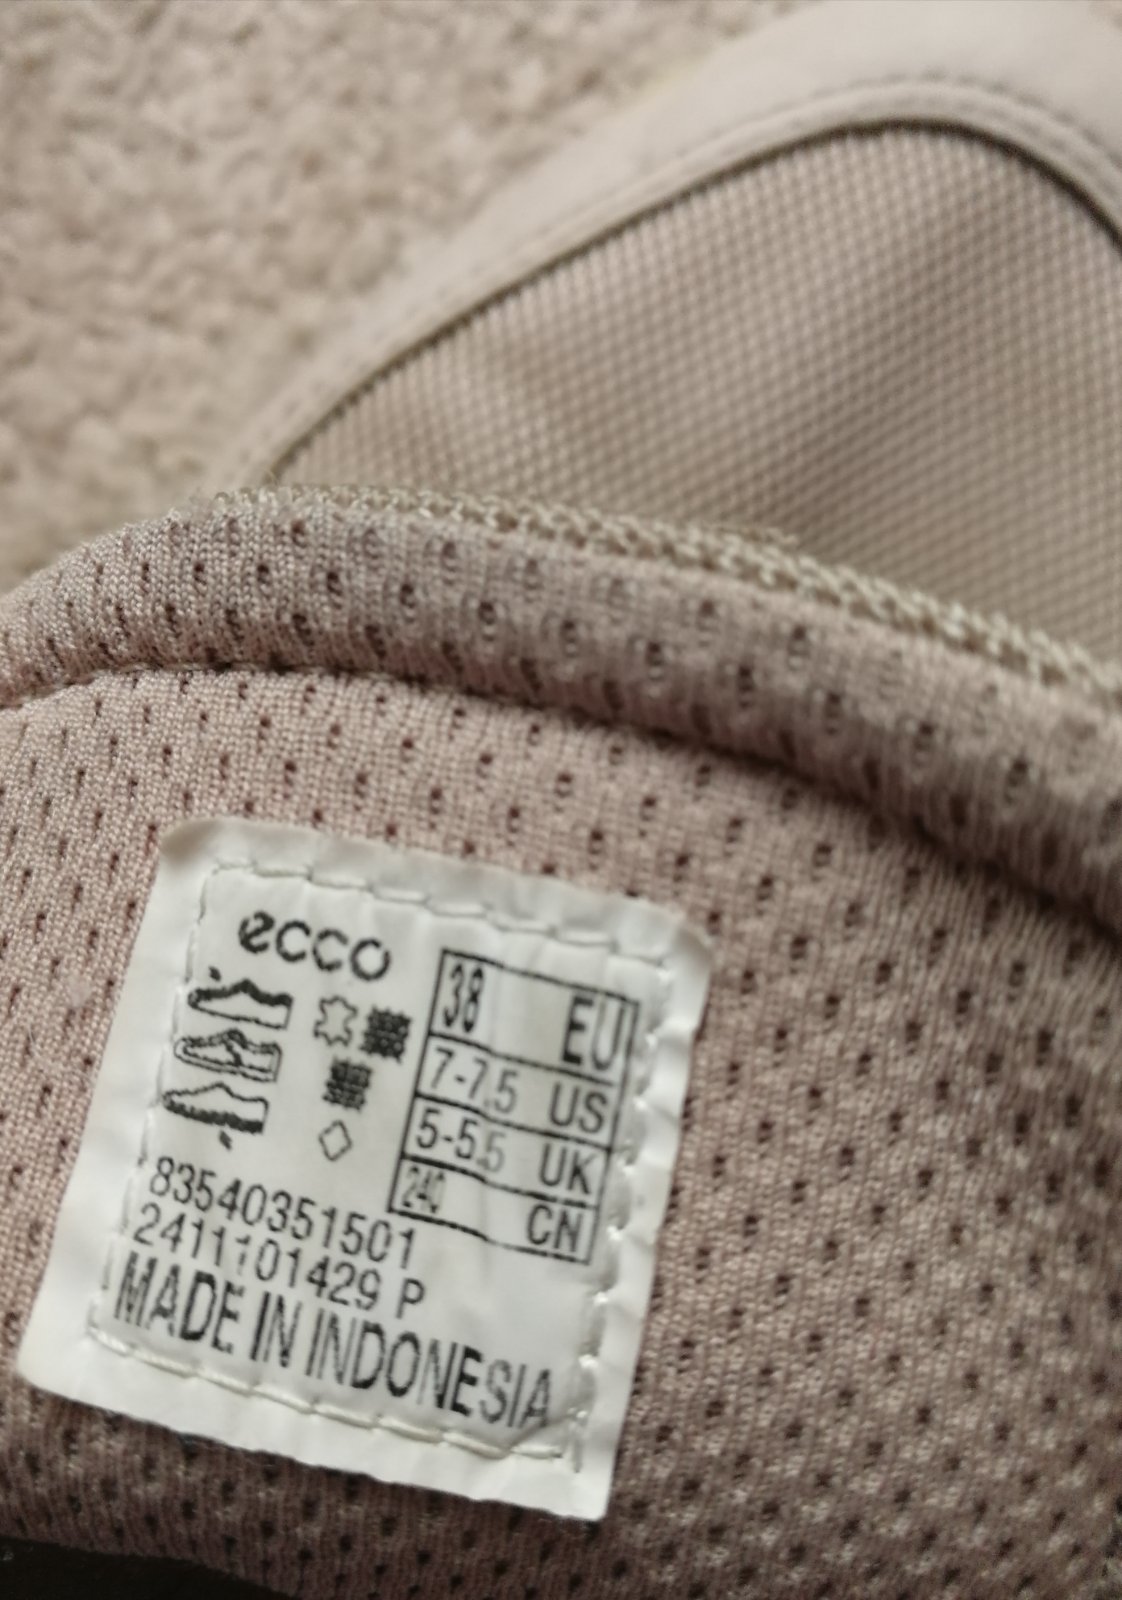 ecco
38 EU
7-7.5 US
5-5.5 UK
240 CN
83540351501
2411101429 P
MADE IN INDONESIA